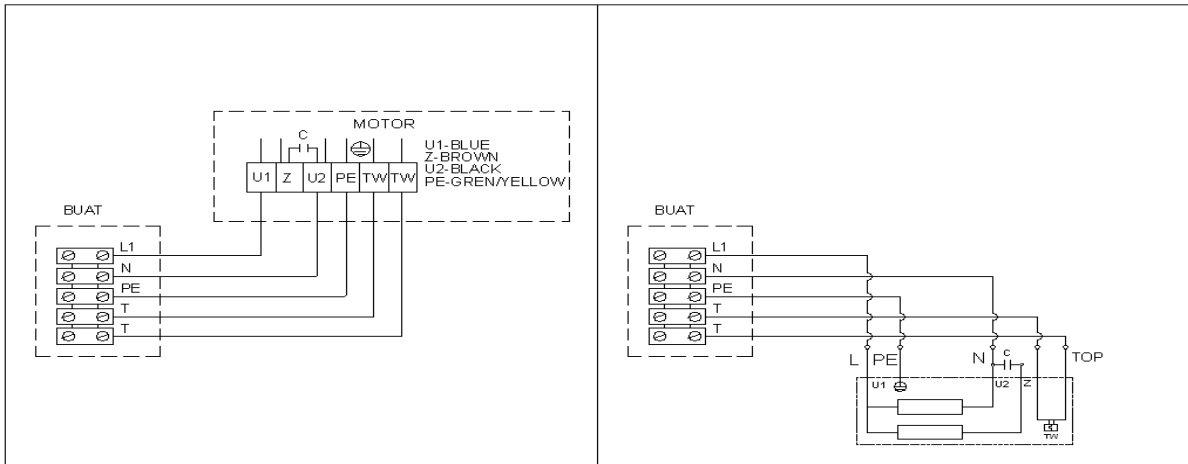 MOTOR
C
U1-BLUE
Z-BROWN
U2-BLACK
PE-GREN/YELLOW
U1 Z U2 PE TW TW
BUAT
L1
N
PE
T
T
BUAT
L1
N
PE
T
T
L PE N C TOP
U1 U2 Z
TW